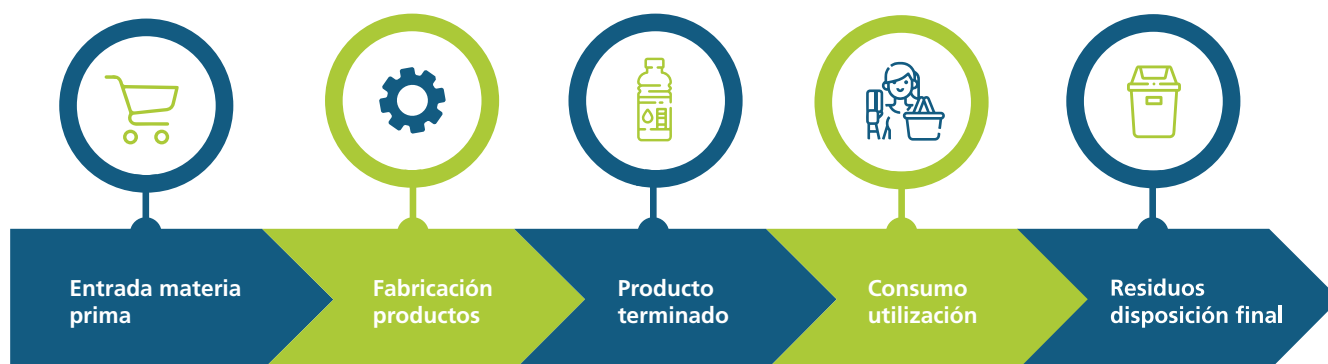 Entrada materia
prima
Fabricación
productos
Producto
terminado
Consumo
utilización
Residuos
disposición final